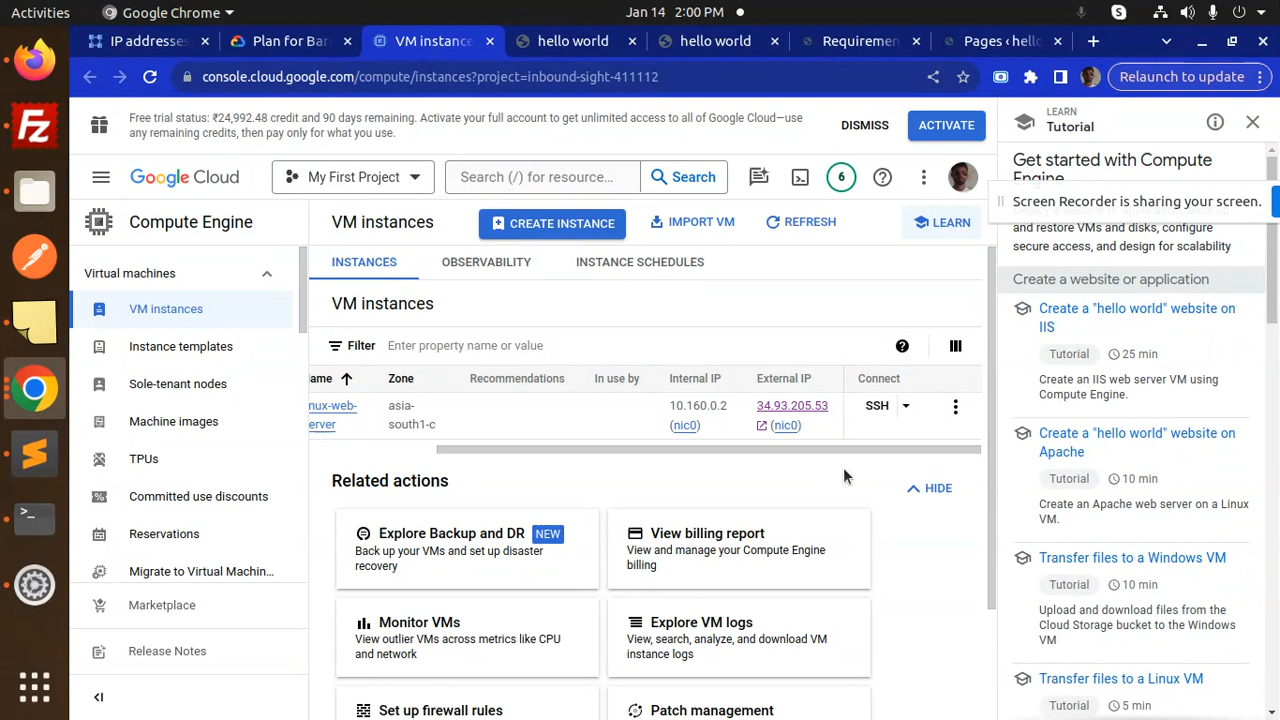 Activities
Google Chrome
Jan 14 2:00 PM
IP addresses
Plan for Bar
VM instanc
hello world
hello world
Requiremen
Pages ‹ hello
console.cloud.google.com/compute/instances?project=inbound-sight-411112
Relaunch to update
Free trial status: ₹24,992.48 credit and 90 days remaining. Activate your full account to get unlimited access to all of Google Cloud—use
any remaining credits, then pay only for what you use.
DISMISS
ACTIVATE
Google Cloud
My First Project
Search (/) for resource...
Search
6
LEARN
Tutorial
Get started with Compute
Engine
Screen Recorder is sharing your screen.
and restore VMs and disks, configure
secure access, and design for scalability
Compute Engine
VM instances
CREATE INSTANCE
IMPORT VM
REFRESH
LEARN
Virtual machines
VM instances
Instance templates
Sole-tenant nodes
Machine images
TPUs
Committed use discounts
Reservations
Migrate to Virtual Machin...
Marketplace
Release Notes
INSTANCES
OBSERVABILITY
INSTANCE SCHEDULES
VM instances
Filter
Enter property name or value
ame
Zone
Recommendations
In use by
Internal IP
External IP
Connect
nux-web-
erver
asia-
south1-c
10.160.0.2
(nic0)
34.93.205.53
(nic0)
SSH
Related actions
HIDE
Explore Backup and DR NEW
Back up your VMs and set up disaster
recovery
View billing report
View and manage your Compute Engine
billing
Monitor VMs
View outlier VMs across metrics like CPU
and network
Explore VM logs
View, search, analyze, and download VM
instance logs
Set up firewall rules
Patch management
Create a website or application
Create a "hello world" website on
IIS
Tutorial
25 min
Create an IIS web server VM using
Compute Engine.
Create a "hello world" website on
Apache
Tutorial
10 min
Create an Apache web server on a Linux
VM.
Transfer files to a Windows VM
Tutorial
10 min
Upload and download files from the
Cloud Storage bucket to the Windows
VM
Transfer files to a Linux VM
Tutorial
5 min